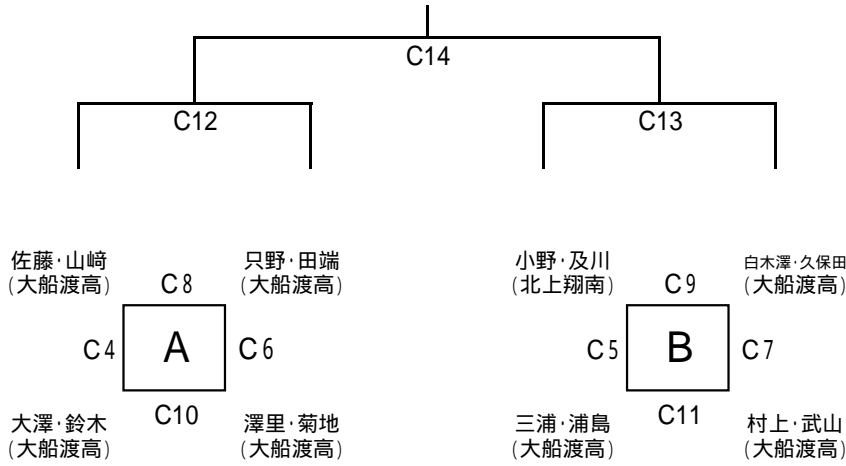 C14
C12
C13
佐藤･山﨑
(大船渡高)
C8
只野･田端
(大船渡高)
小野･及川
(北上翔南)
C9
白木澤･久保田
(大船渡高)
C4
A
C6
C5
B
C7
大澤･鈴木
(大船渡高)
C10
澤里･菊地
(大船渡高)
三浦･浦島
(大船渡高)
C11
村上･武山
(大船渡高)